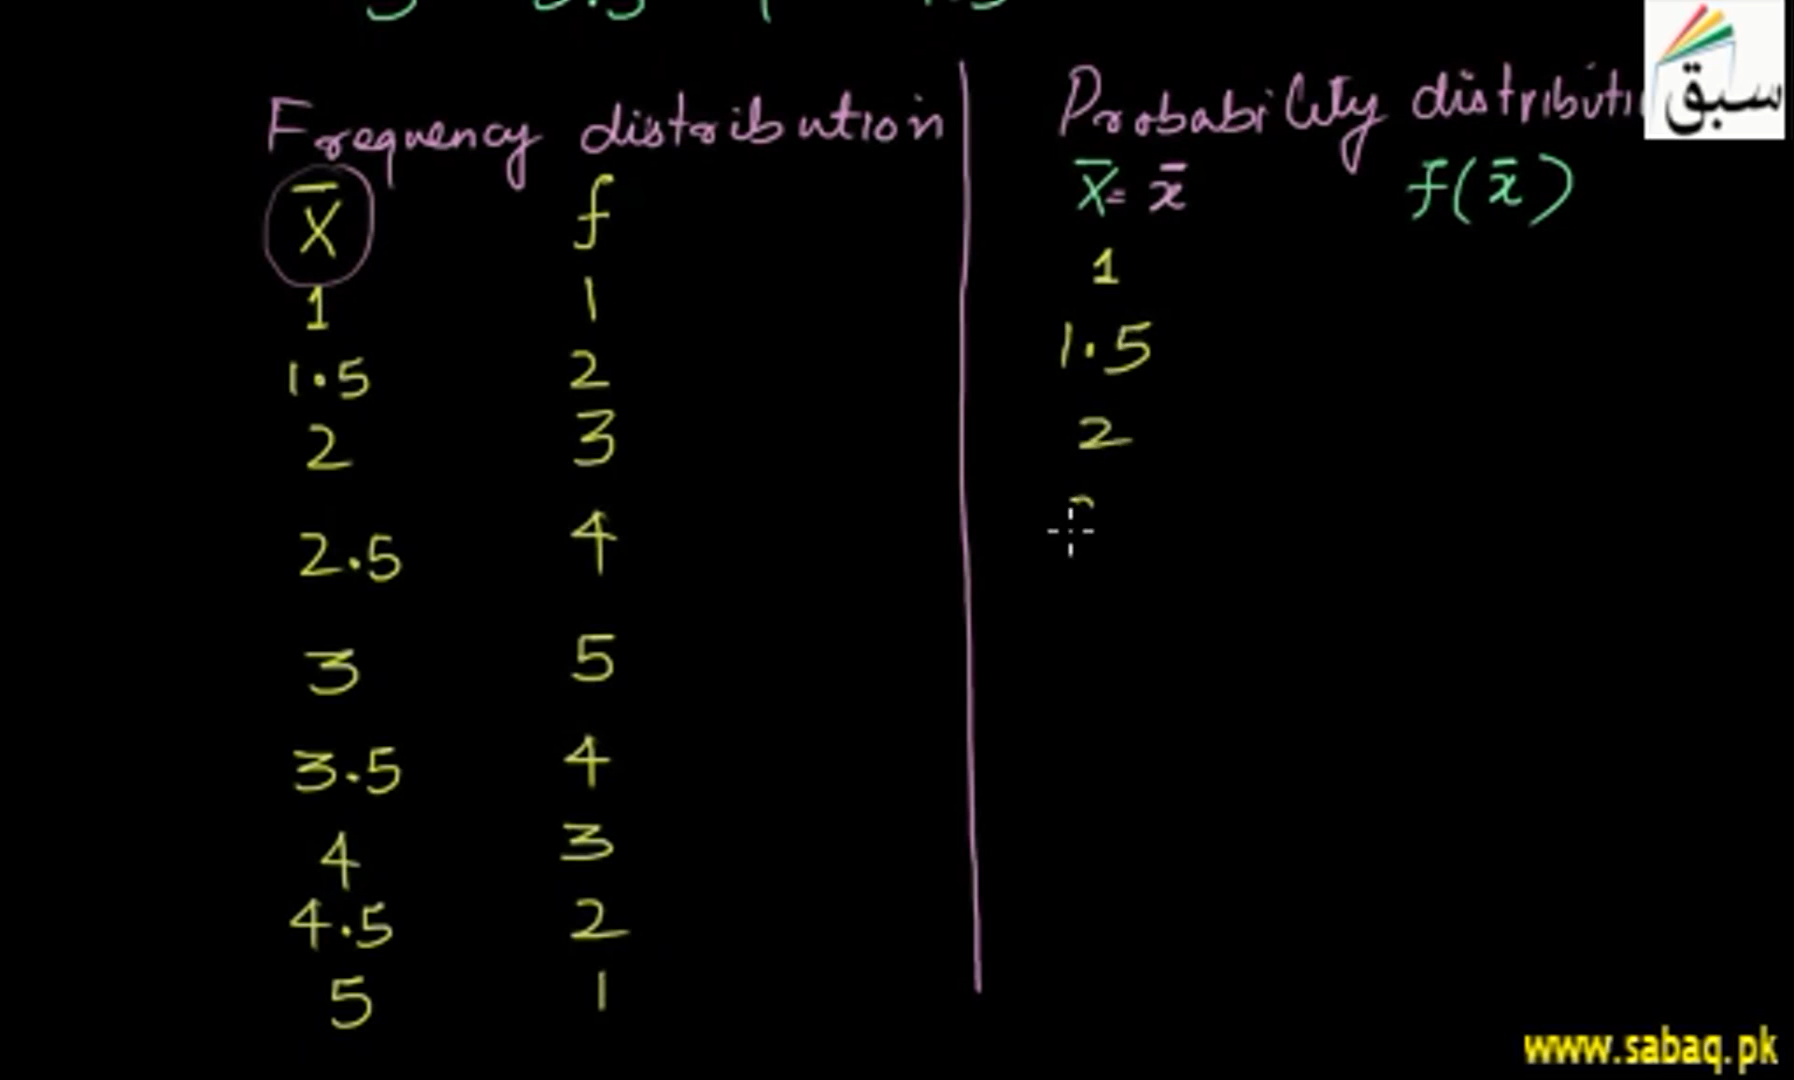 Frequency distribution
X̄ f
1 1
1.5 2
2 3
2.5 4
3 5
3.5 4
4 3
4.5 2
5 1
Probability distributi
X̄ = x̄ f(x̄)
1
1.5
2
سبق
www.sabaq.pk